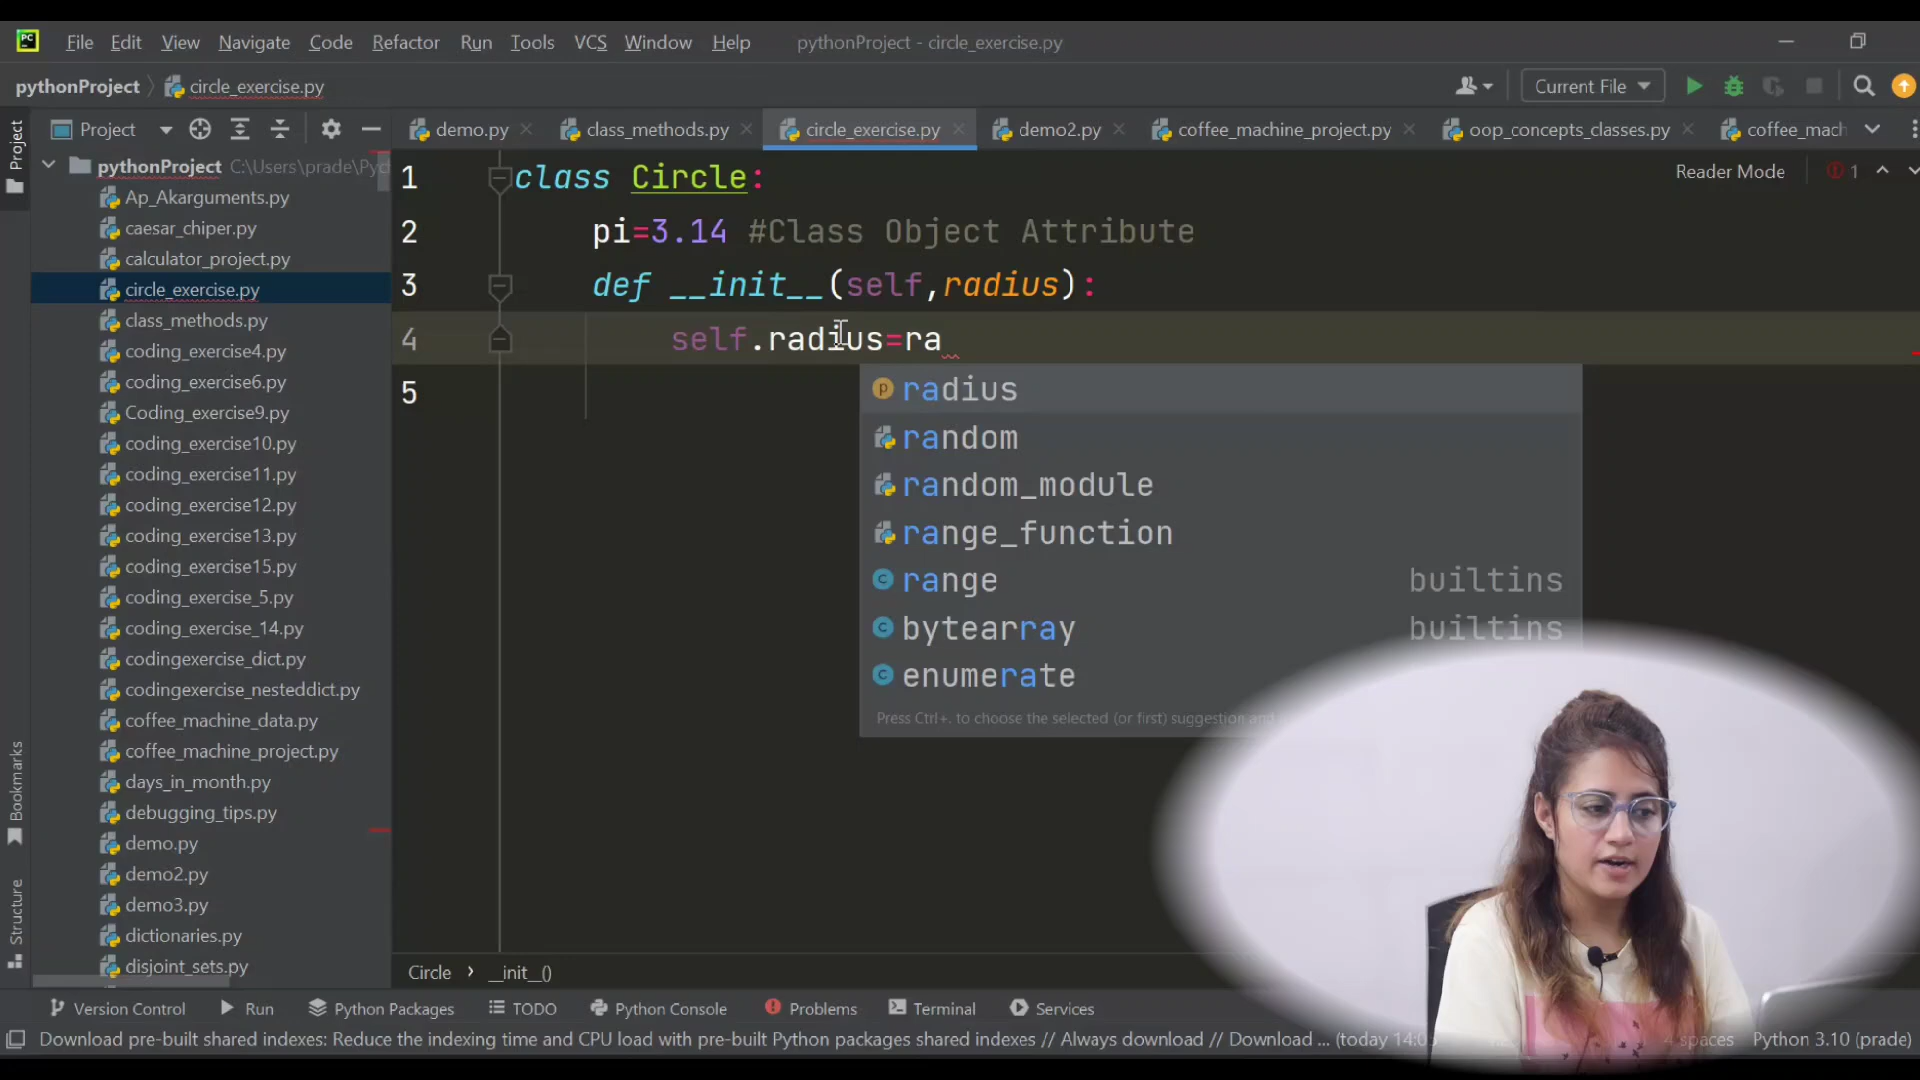 PC File Edit View Navigate Code Refactor Run Tools VCS Window Help pythonProject - circle_exercise.py
pythonProject circle_exercise.py Current File
Project demo.py class_methods.py circle_exercise.py demo2.py coffee_machine_project.py oop_concepts_classes.py coffee_mach
Project
pythonProject C:\Users\prade\Pyc
Ap_Akarguments.py
caesar_chiper.py
calculator_project.py
circle_exercise.py
class_methods.py
coding_exercise4.py
coding_exercise6.py
Coding_exercise9.py
coding_exercise10.py
coding_exercise11.py
coding_exercise12.py
coding_exercise13.py
coding_exercise15.py
coding_exercise_5.py
coding_exercise_14.py
codingexercise_dict.py
codingexercise_nesteddict.py
coffee_machine_data.py
coffee_machine_project.py
days_in_month.py
debugging_tips.py
demo.py
demo2.py
demo3.py
dictionaries.py
disjoint_sets.py
Bookmarks
Structure
Reader Mode 1
1 class Circle:
2 pi=3.14 #Class Object Attribute
3 def __init__(self,radius):
4 self.radius=ra
5
p radius
random
random_module
range_function
c range builtins
c bytearray builtins
c enumerate
Press Ctrl+. to choose the selected (or first) suggestion and
Circle __init__()
Version Control Run Python Packages TODO Python Console Problems Terminal Services
Download pre-built shared indexes: Reduce the indexing time and CPU load with pre-built Python packages shared indexes // Always download // Download ... (today 14:0 4 spaces Python 3.10 (prade)